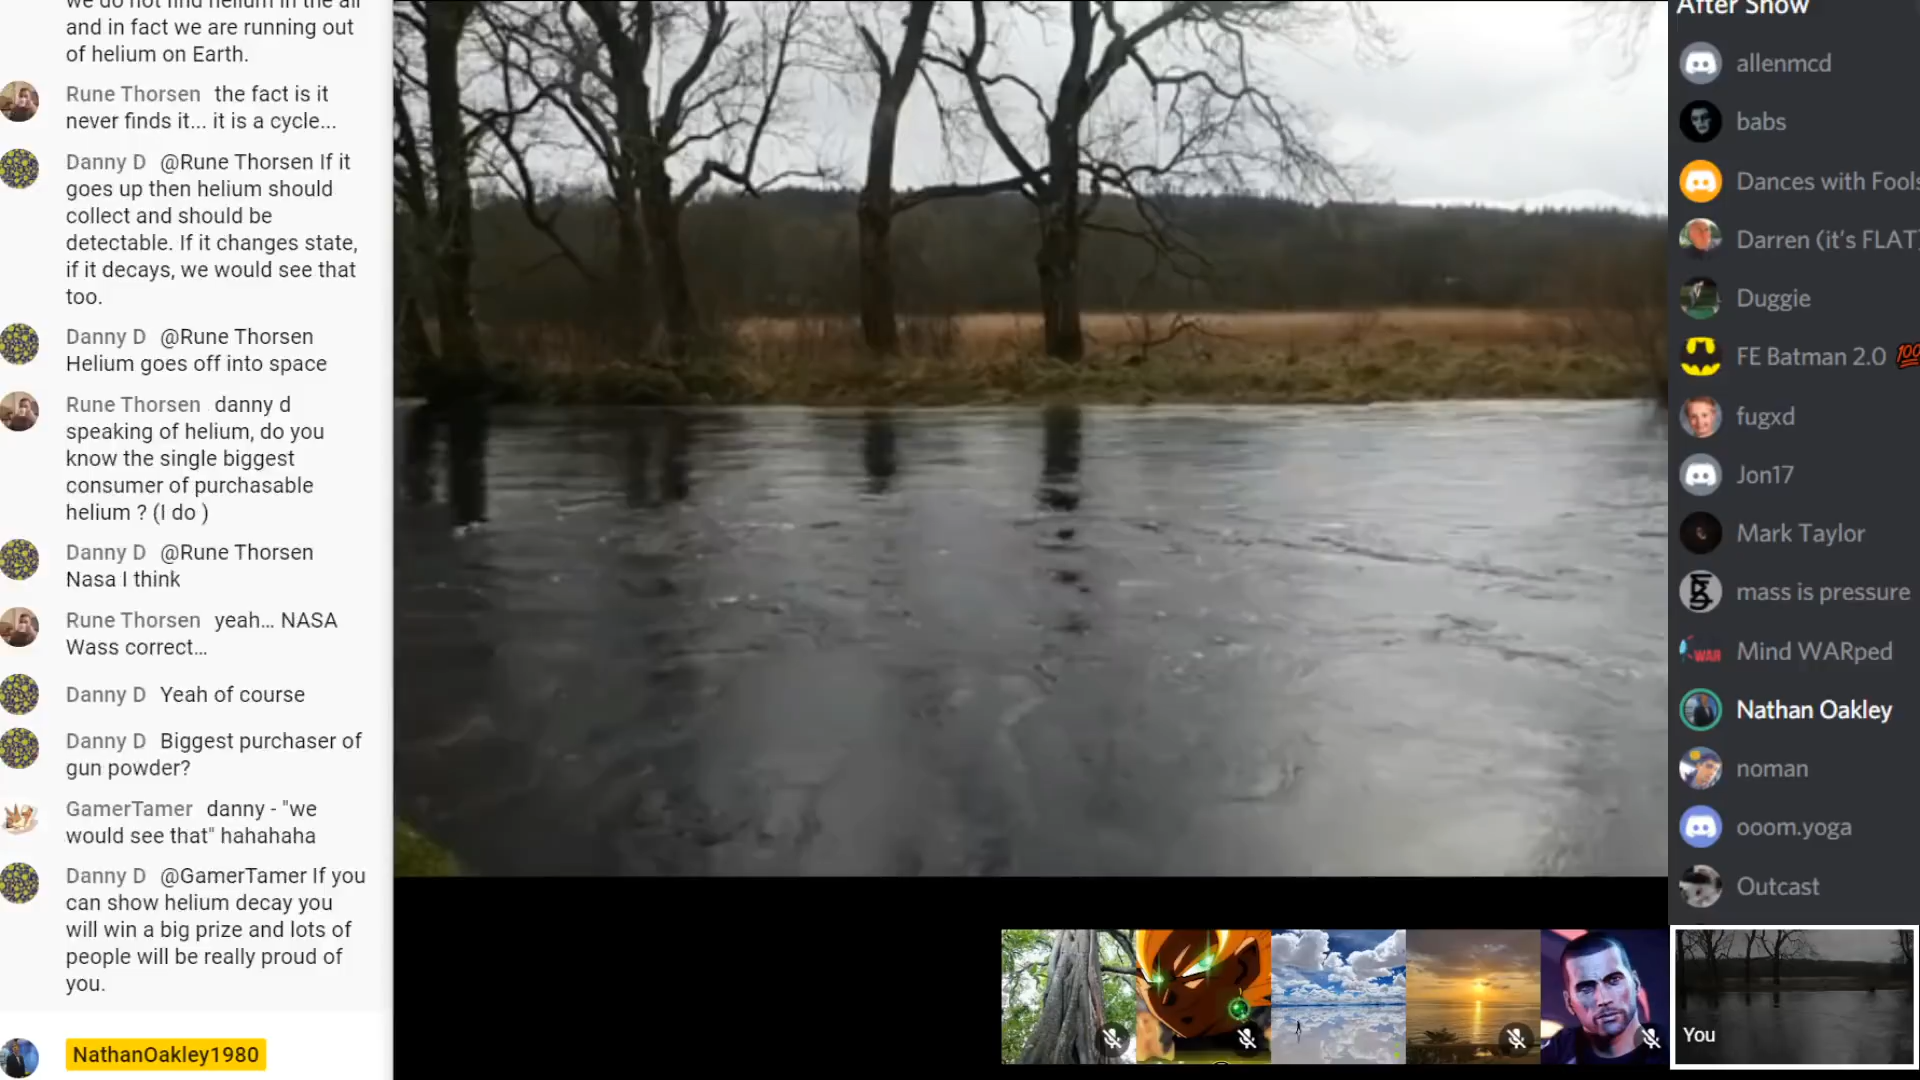 we do not find helium in the air
and in fact we are running out
of helium on Earth.
Rune Thorsen the fact is it
never finds it... it is a cycle...
Danny D @Rune Thorsen If it
goes up then helium should
collect and should be
detectable. If it changes state,
if it decays, we would see that
too.
Danny D @Rune Thorsen
Helium goes off into space
Rune Thorsen danny d
speaking of helium, do you
know the single biggest
consumer of purchasable
helium ? (I do )
Danny D @Rune Thorsen
Nasa I think
Rune Thorsen yeah... NASA
Wass correct...
Danny D Yeah of course
Danny D Biggest purchaser of
gun powder?
GamerTamer danny - "we
would see that" hahahaha
Danny D @GamerTamer If you
can show helium decay you
will win a big prize and lots of
people will be really proud of
you.
NathanOakley1980
After Show
allenmcd
babs
Dances with Fools
Darren (it's FLAT
Duggie
FE Batman 2.0 100
fugxd
Jon17
Mark Taylor
mass is pressure
WAR
Mind WARped
Nathan Oakley
noman
ooom.yoga
Outcast
You